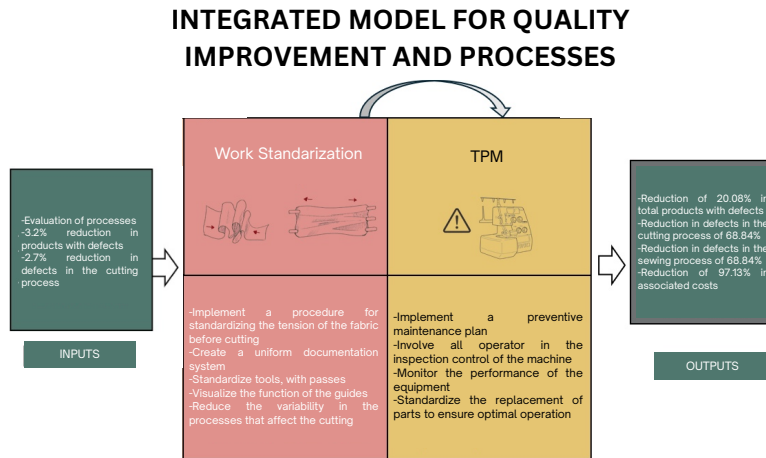 INTEGRATED MODEL FOR QUALITY
IMPROVEMENT AND PROCESSES
Work Standarization
TPM
-Evaluation of processes
-3.2% reduction in
products with defects
-2.7% reduction in
defects in the cutting
process
INPUTS
-Implement a procedure for
standardizing the tension of the fabric
before cutting
-Create a uniform documentation
system
-Standardize tools, with passes
-Visualize the function of the guides
-Reduce the variability in the
processes that affect the cutting
-Implement a preventive
maintenance plan
-Involve all operator in the
inspection control of the machine
-Monitor the performance of the
equipment
-Standardize the replacement of
parts to ensure optimal operation
-Reduction of 20.08% in
total products with defects
-Reduction in defects in the
cutting process of 68.84%
-Reduction in defects in the
sewing process of 68.84%
-Reduction of 97.13% in
associated costs
OUTPUTS